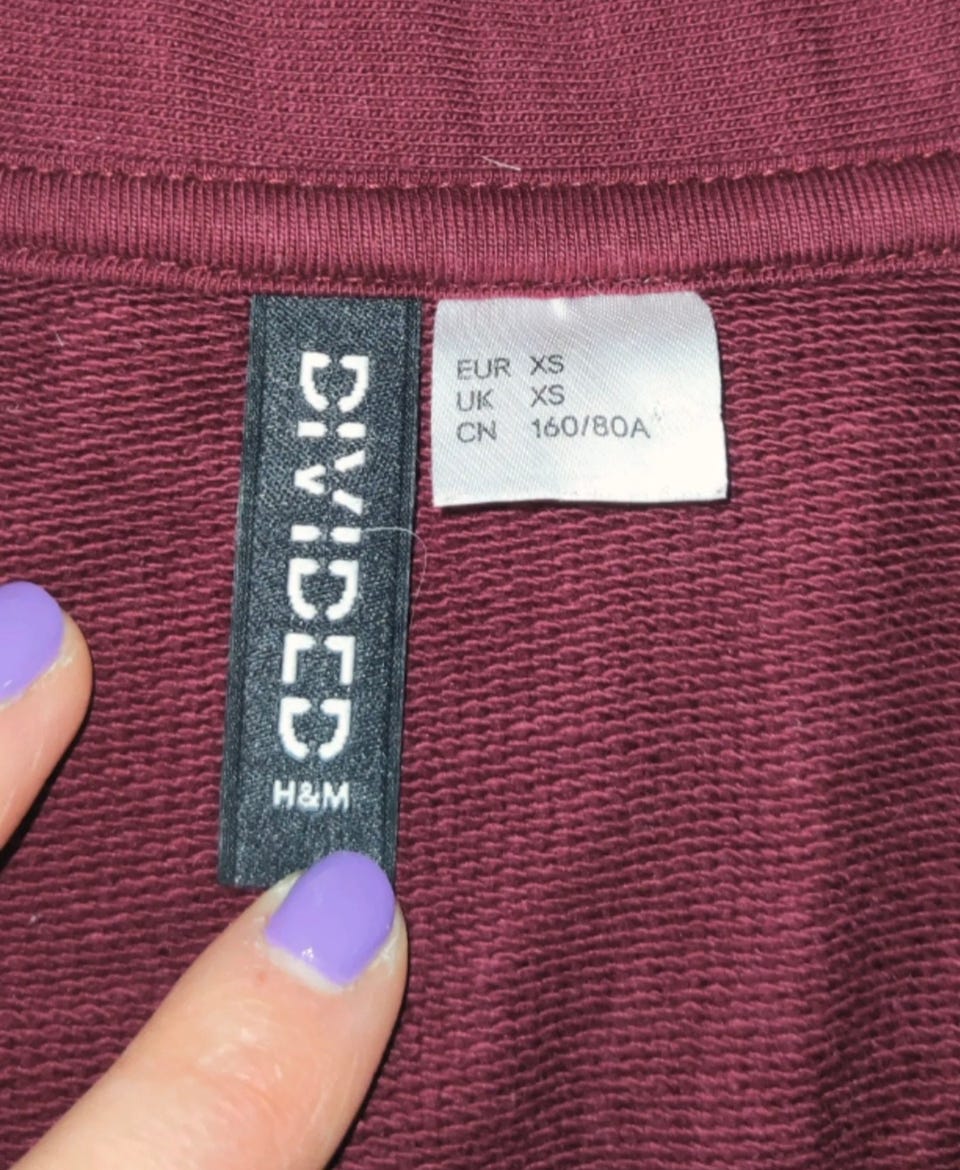 DIVIDED
H&M
EUR XS
UK XS
CN 160/80A